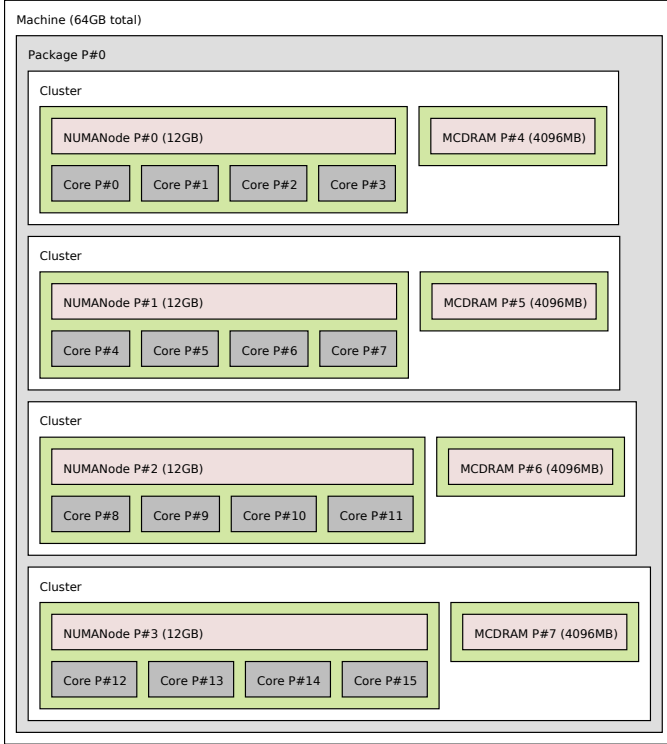 Machine (64GB total)
Package P#0
Cluster
NUMANode P#0 (12GB)
MCDRAM P#4 (4096MB)
Core P#0 Core P#1 Core P#2 Core P#3
Cluster
NUMANode P#1 (12GB)
MCDRAM P#5 (4096MB)
Core P#4 Core P#5 Core P#6 Core P#7
Cluster
NUMANode P#2 (12GB)
MCDRAM P#6 (4096MB)
Core P#8 Core P#9 Core P#10 Core P#11
Cluster
NUMANode P#3 (12GB)
MCDRAM P#7 (4096MB)
Core P#12 Core P#13 Core P#14 Core P#15